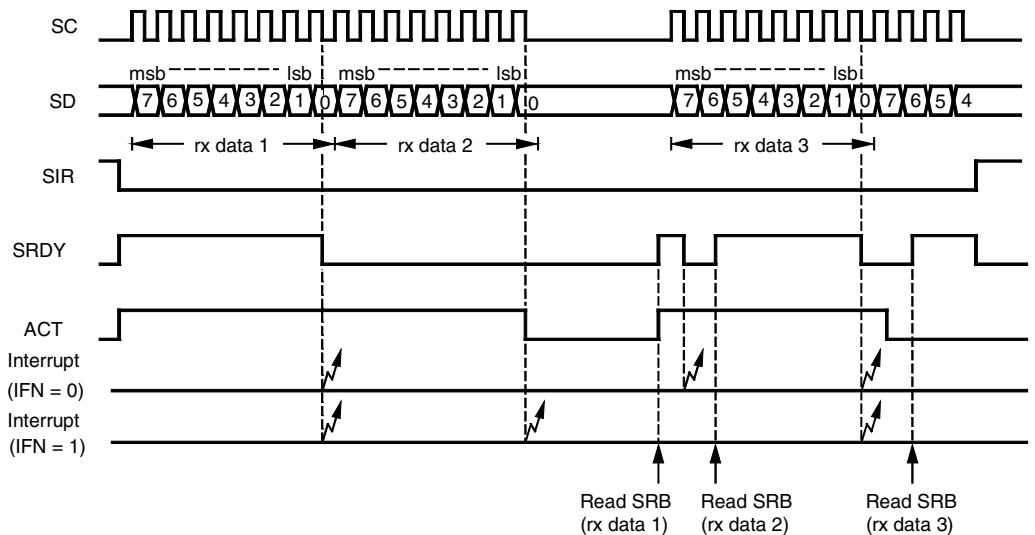 SC
msb lsb msb lsb msb lsb
SD 7 6 5 4 3 2 1 0 7 6 5 4 3 2 1 0 7 6 5 4 3 2 1 0 7 6 5 4
rx data 1 rx data 2 rx data 3
SIR
SRDY
ACT
Interrupt
(IFN = 0)
Interrupt
(IFN = 1)
Read SRB
(rx data 1)
Read SRB
(rx data 2)
Read SRB
(rx data 3)